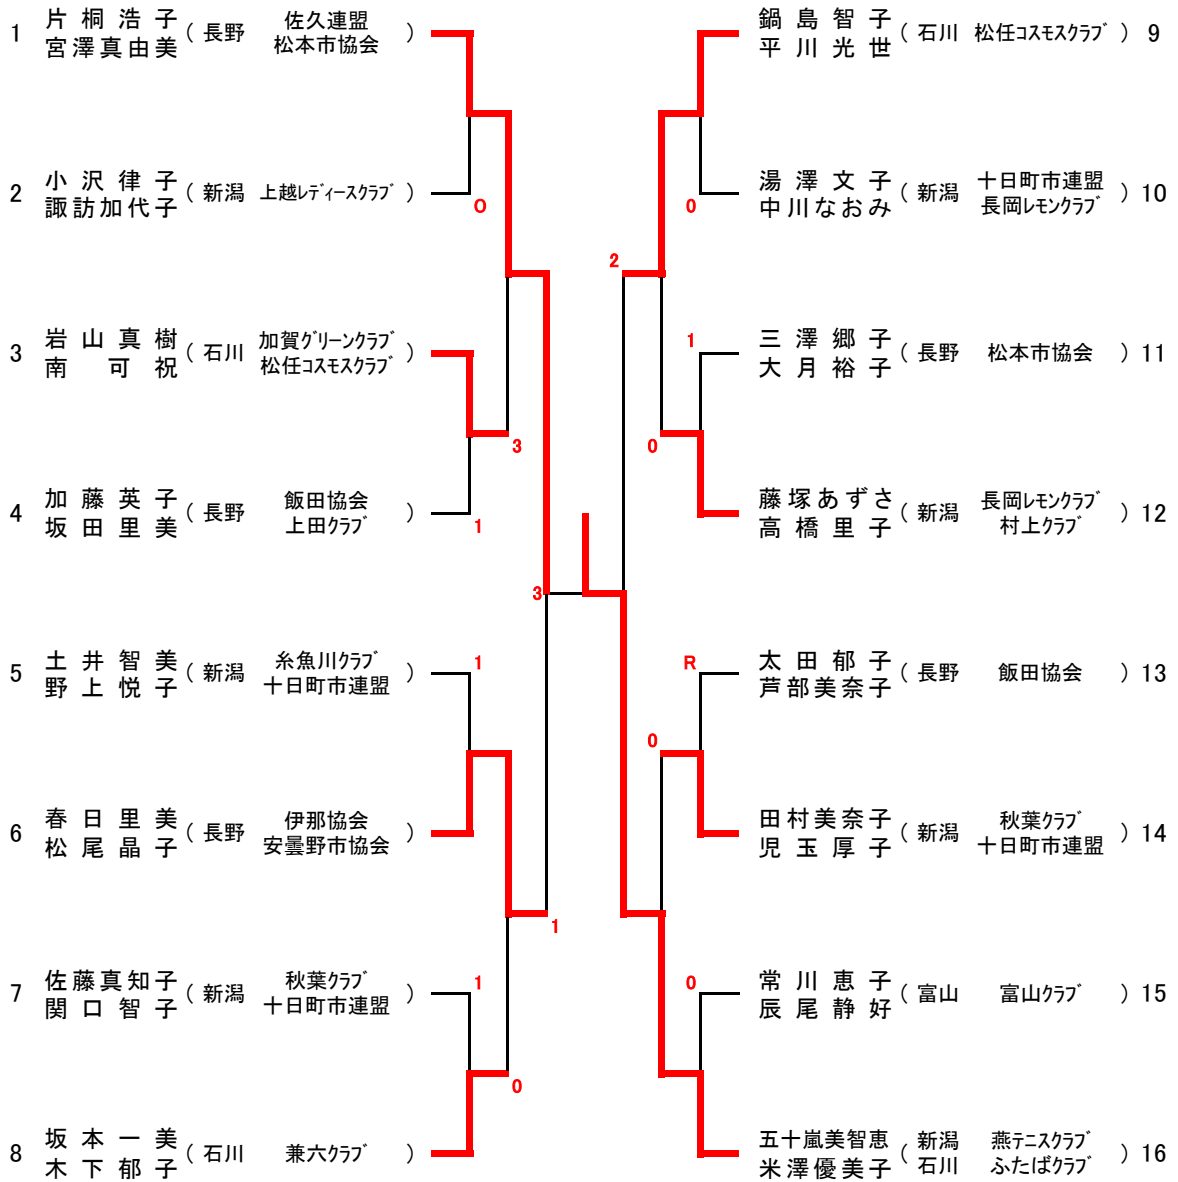 1 片桐浩子 宮澤真由美 ( 長野 佐久連盟 松本市協会 )
2 小沢律子 諏訪加代子 ( 新潟 上越ﾚﾃﾞｨｰｽｸﾗﾌﾞ )
0
3 岩山真樹 南可祝 ( 石川 加賀ｸﾞﾘｰﾝｸﾗﾌﾞ 松任ｺｽﾓｽｸﾗﾌﾞ )
3
4 加藤英子 坂田里美 ( 長野 飯田協会 上田ｸﾗﾌﾞ )
1
3
5 土井智美 野上悦子 ( 新潟 糸魚川ｸﾗﾌﾞ 十日町市連盟 )
1
6 春日里美 松尾晶子 ( 長野 伊那協会 安曇野市協会 )
1
7 佐藤真知子 関口智子 ( 新潟 秋葉ｸﾗﾌﾞ 十日町市連盟 )
1
0
8 坂本一美 木下郁子 ( 石川 兼六ｸﾗﾌﾞ )
鍋島智子 平川光世 ( 石川 松任ｺｽﾓｽｸﾗﾌﾞ ) 9
0
湯澤文子 中川なおみ ( 新潟 十日町市連盟 長岡ﾚﾓﾝｸﾗﾌﾞ ) 10
2
1
三澤郷子 大月裕子 ( 長野 松本市協会 ) 11
0
藤塚あずさ 高橋里子 ( 新潟 長岡ﾚﾓﾝｸﾗﾌﾞ 村上ｸﾗﾌﾞ ) 12
R
太田郁子 芦部美奈子 ( 長野 飯田協会 ) 13
0
田村美奈子 児玉厚子 ( 新潟 秋葉ｸﾗﾌﾞ 十日町市連盟 ) 14
0
常川恵子 辰尾静好 ( 富山 富山ｸﾗﾌﾞ ) 15
五十嵐美智恵 米澤優美子 ( 新潟 石川 燕ﾃﾆｽｸﾗﾌﾞ ふたばｸﾗﾌﾞ ) 16